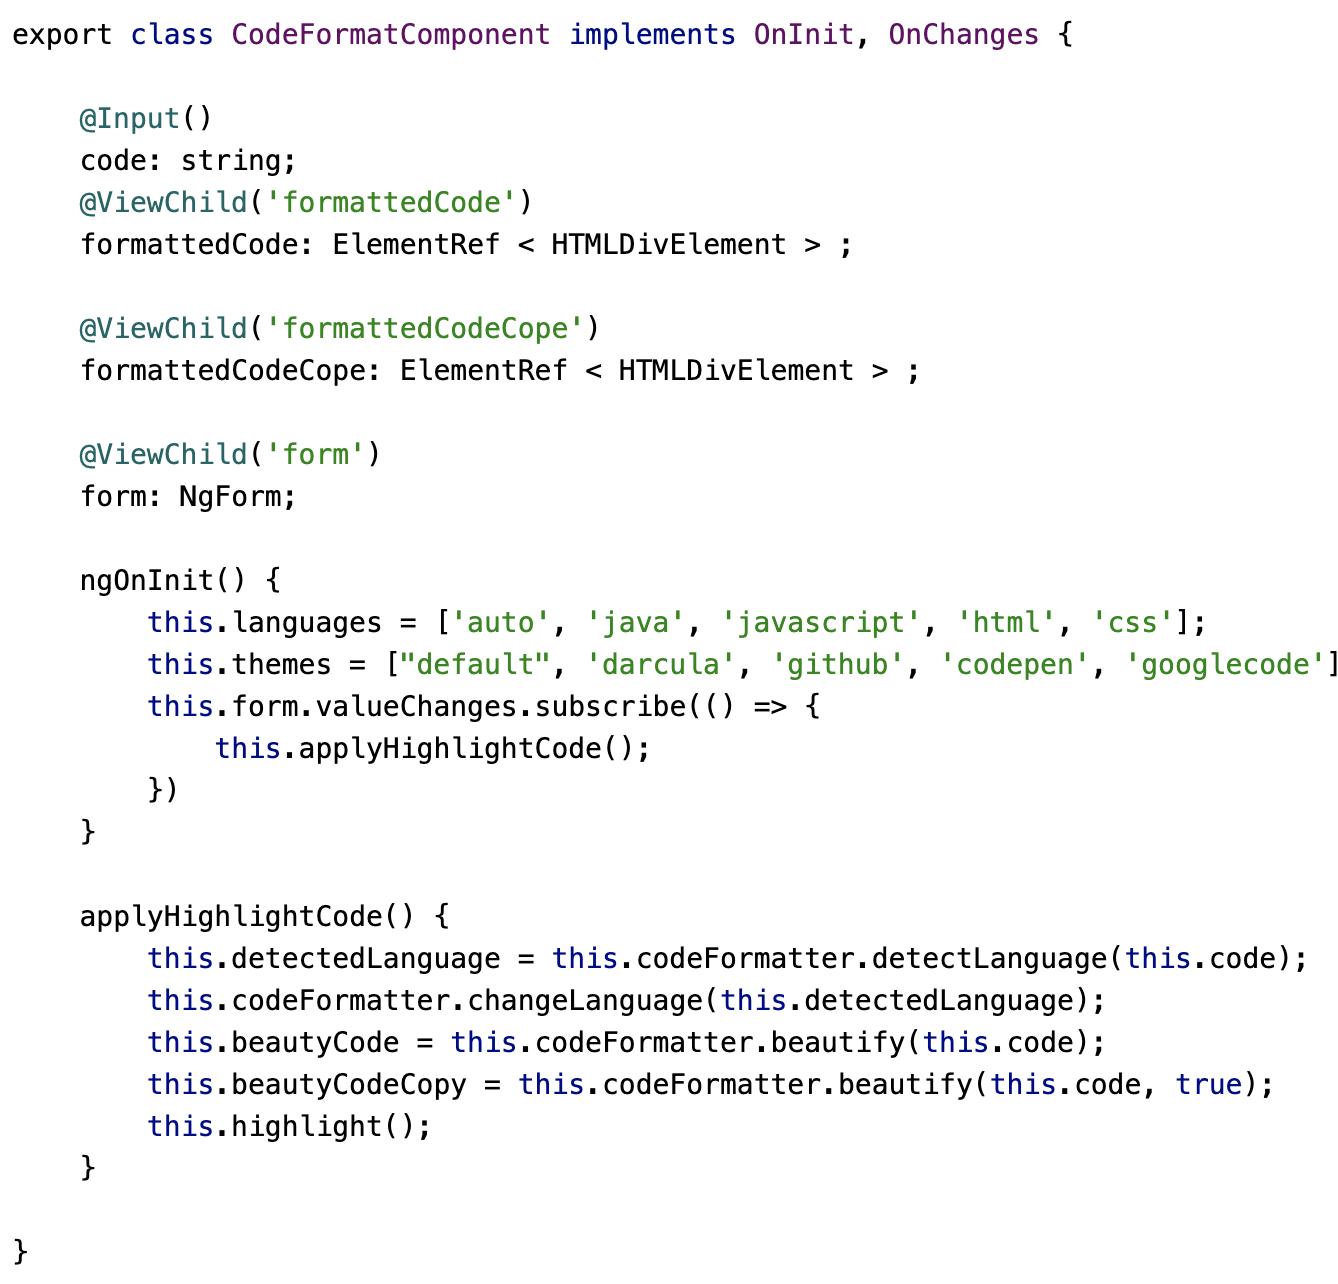 export class CodeFormatComponent implements OnInit, OnChanges {
@Input()
code: string;
@ViewChild('formattedCode')
formattedCode: ElementRef < HTMLDivElement > ;
@ViewChild('formattedCodeCope')
formattedCodeCope: ElementRef < HTMLDivElement > ;
@ViewChild('form')
form: NgForm;
ngOnInit() {
this.languages = ['auto', 'java', 'javascript', 'html', 'css'];
this.themes = ["default", 'darcula', 'github', 'codepen', 'googlecode']
this.form.valueChanges.subscribe(() => {
this.applyHighlightCode();
})
}
applyHighlightCode() {
this.detectedLanguage = this.codeFormatter.detectLanguage(this.code);
this.codeFormatter.changeLanguage(this.detectedLanguage);
this.beautyCode = this.codeFormatter.beautify(this.code);
this.beautyCodeCopy = this.codeFormatter.beautify(this.code, true);
this.highlight();
}
}